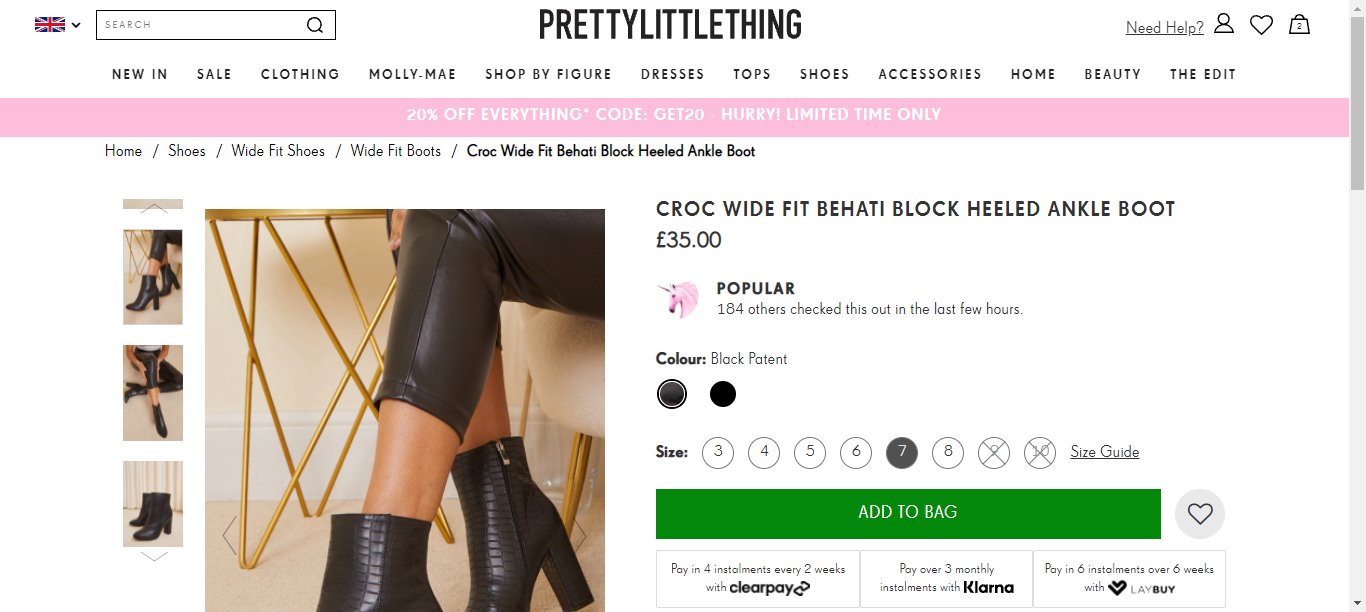 SEARCH
PRETTYLITTLETHING
Need Help?
2
NEW IN SALE CLOTHING MOLLY-MAE SHOP BY FIGURE DRESSES TOPS SHOES ACCESSORIES HOME BEAUTY THE EDIT
20% OFF EVERYTHING* CODE: GET20 - HURRY! LIMITED TIME ONLY
Home / Shoes / Wide Fit Shoes / Wide Fit Boots / Croc Wide Fit Behati Block Heeled Ankle Boot
CROC WIDE FIT BEHATI BLOCK HEELED ANKLE BOOT
£35.00
POPULAR
184 others checked this out in the last few hours.
Colour: Black Patent
Size: 3 4 5 6 7 8 9 10 Size Guide
ADD TO BAG
Pay in 4 instalments every 2 weeks
with clearpay
Pay over 3 monthly
instalments with Klarna
Pay in 6 instalments over 6 weeks
with LAYBUY